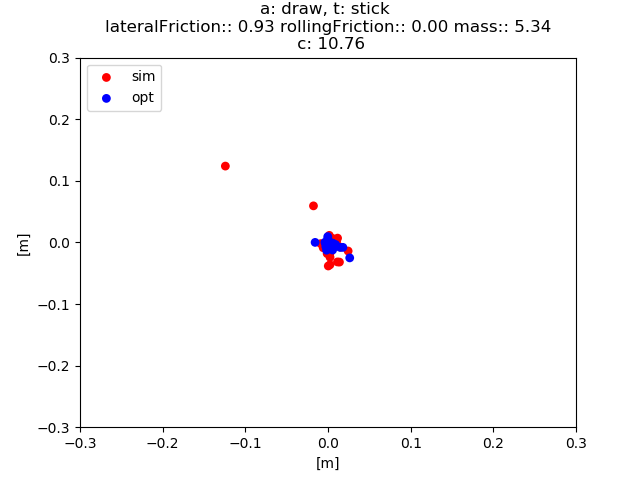 a: draw, t: stick
lateralFriction:: 0.93 rollingFriction:: 0.00 mass:: 5.34
c: 10.76
sim
opt
0.3
0.2
0.1
0.0
−0.1
−0.2
−0.3
[m]
−0.3
−0.2
−0.1
0.0
0.1
0.2
0.3
[m]